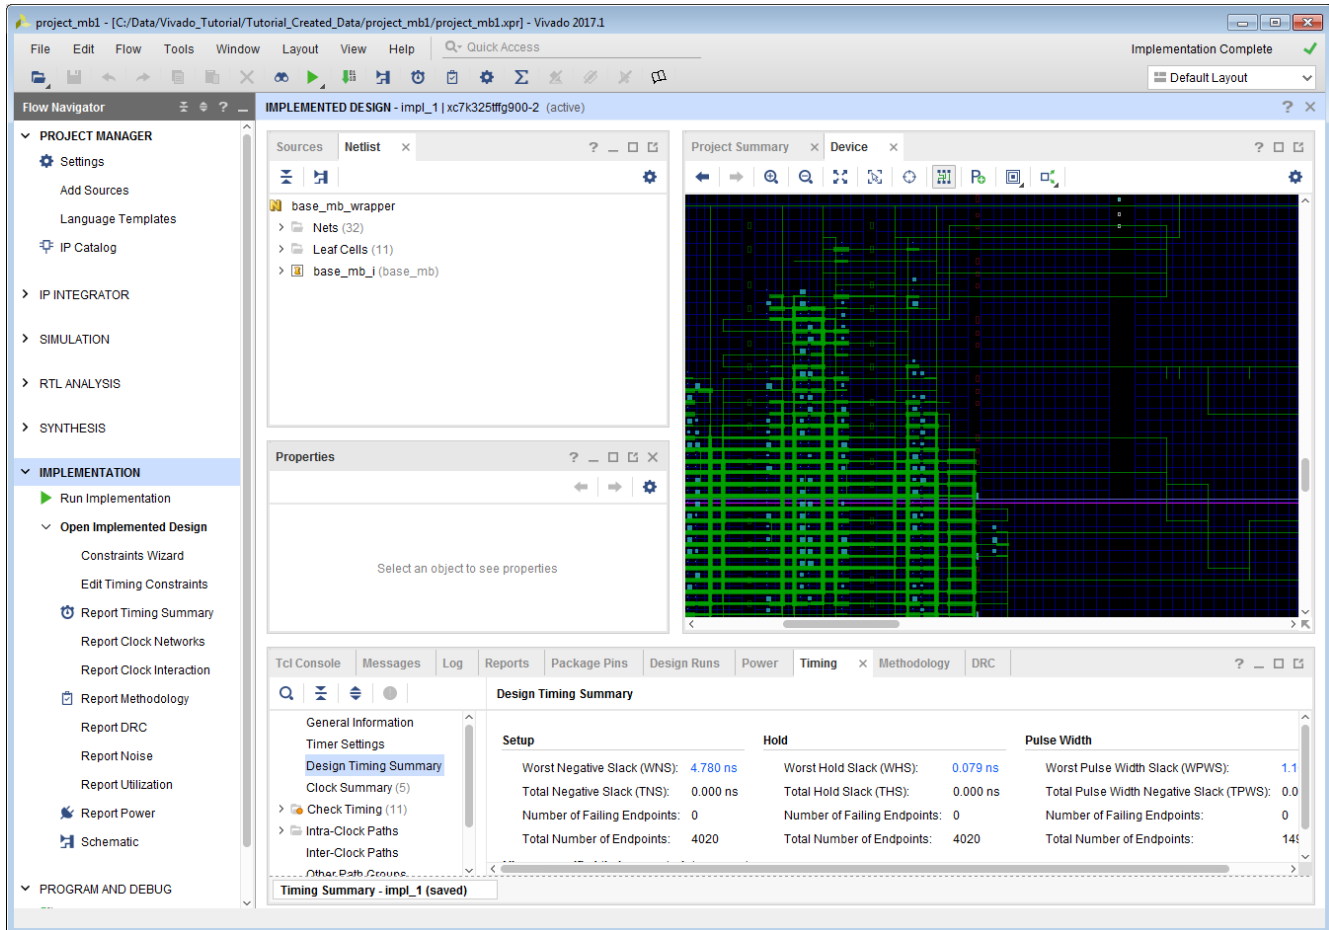 project_mb1 - [C:/Data/Vivado_Tutorial/Tutorial_Created_Data/project_mb1/project_mb1.xpr] - Vivado 2017.1
File Edit Flow Tools Window Layout View Help Quick Access Implementation Complete
Default Layout
Flow Navigator
PROJECT MANAGER
Settings
Add Sources
Language Templates
IP Catalog
IP INTEGRATOR
SIMULATION
RTL ANALYSIS
SYNTHESIS
IMPLEMENTATION
Run Implementation
Open Implemented Design
Constraints Wizard
Edit Timing Constraints
Report Timing Summary
Report Clock Networks
Report Clock Interaction
Report Methodology
Report DRC
Report Noise
Report Utilization
Report Power
Schematic
PROGRAM AND DEBUG
IMPLEMENTED DESIGN - impl_1 | xc7k325tffg900-2 (active)
Sources Netlist
base_mb_wrapper
Nets (32)
Leaf Cells (11)
base_mb_i (base_mb)
Properties
Select an object to see properties
Project Summary Device
Tcl Console Messages Log Reports Package Pins Design Runs Power Timing Methodology DRC
General Information
Timer Settings
Design Timing Summary
Clock Summary (5)
Check Timing (11)
Intra-Clock Paths
Inter-Clock Paths
Other Path Groups
Design Timing Summary
Setup Hold Pulse Width
Worst Negative Slack (WNS): 4.780 ns Worst Hold Slack (WHS): 0.079 ns Worst Pulse Width Slack (WPWS): 1.1
Total Negative Slack (TNS): 0.000 ns Total Hold Slack (THS): 0.000 ns Total Pulse Width Negative Slack (TPWS): 0.0
Number of Failing Endpoints: 0 Number of Failing Endpoints: 0 Number of Failing Endpoints: 0
Total Number of Endpoints: 4020 Total Number of Endpoints: 4020 Total Number of Endpoints: 149
Timing Summary - impl_1 (saved)